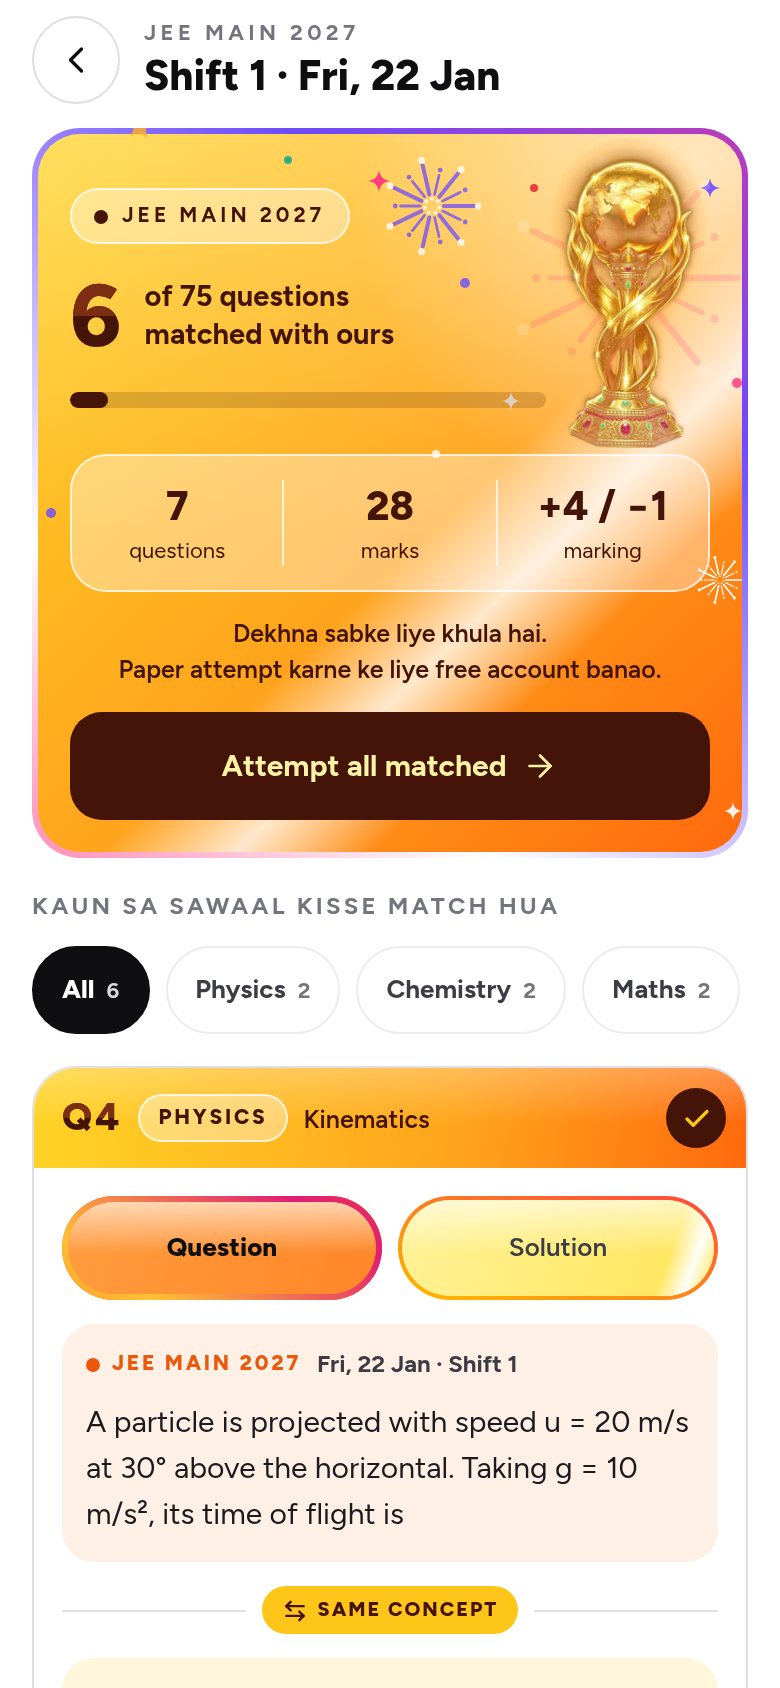 JEE MAIN 2027
Shift 1 · Fri, 22 Jan
JEE MAIN 2027
6
of 75 questions
matched with ours
7
questions
28
marks
+4 / -1
marking
Dekhna sabke liye khula hai.
Paper attempt karne ke liye free account banao.
Attempt all matched →
KAUN SA SAWAAL KISSE MATCH HUA
All 6
Physics 2
Chemistry 2
Maths 2
Q4 PHYSICS Kinematics
Question
Solution
JEE MAIN 2027 Fri, 22 Jan · Shift 1
A particle is projected with speed u = 20 m/s
at 30° above the horizontal. Taking g = 10
m/s², its time of flight is
SAME CONCEPT